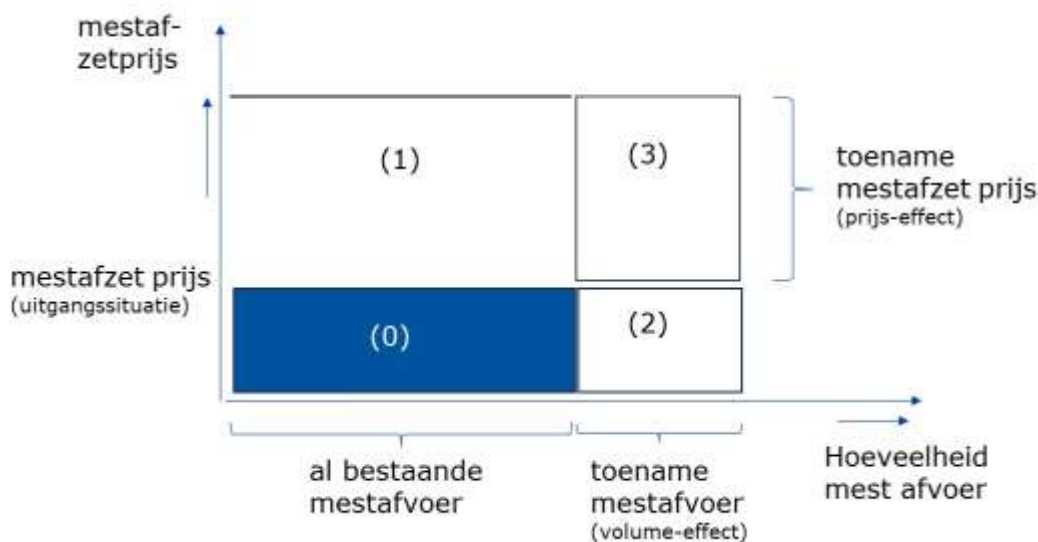 mestaf-
zetprijs
(1)
(3)
toename
mestafzet prijs
(prijs-effect)
mestafzet prijs
(uitgangssituatie)
(0)
(2)
al bestaande
mestafvoer
toename
mestafvoer
(volume-effect)
Hoeveelheid
mest afvoer